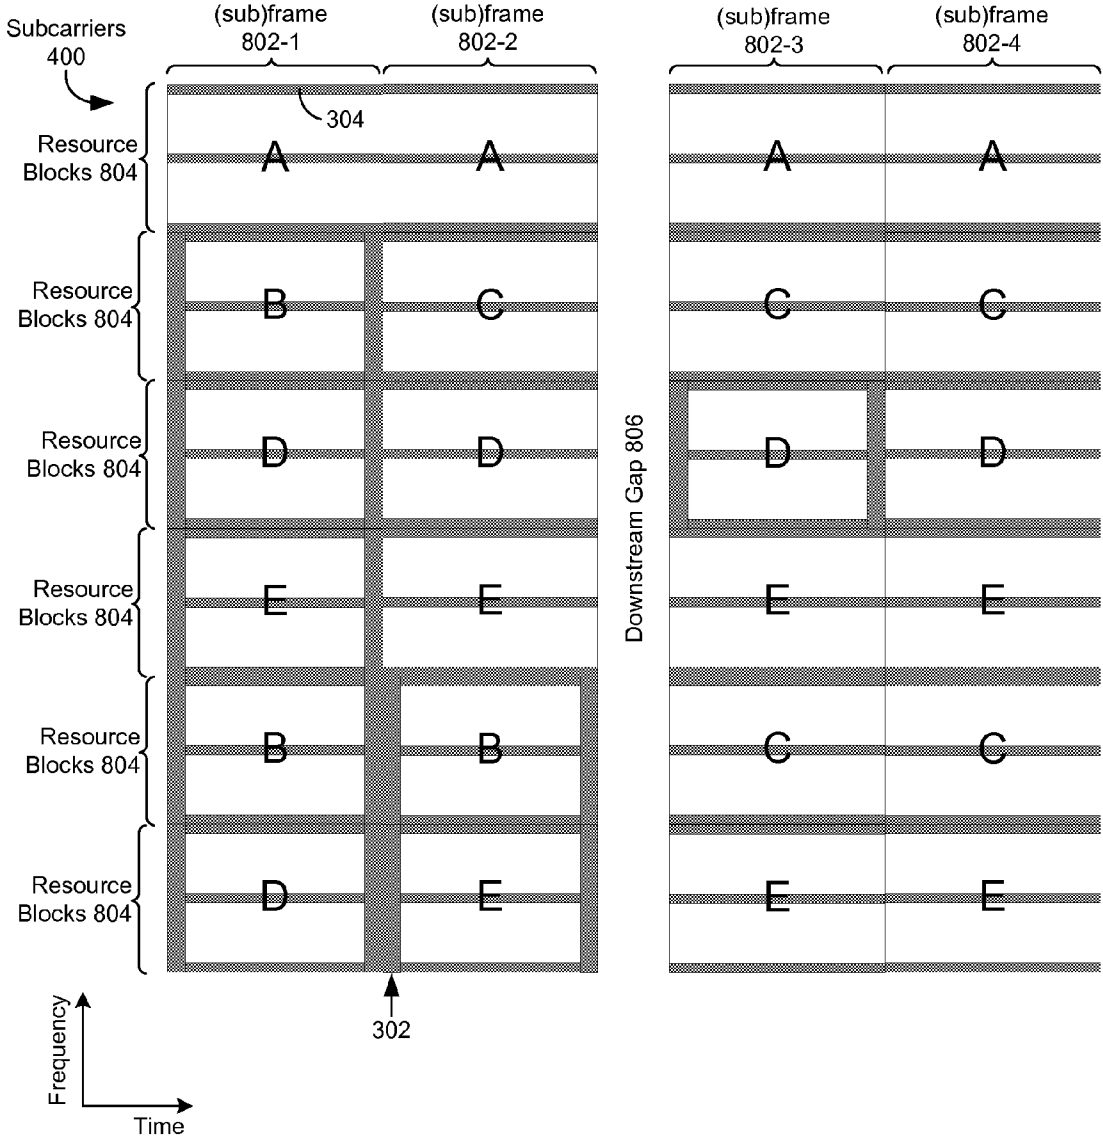 (sub)frame
802-1
(sub)frame
802-2
(sub)frame
802-3
(sub)frame
802-4
Subcarriers
400
304
Resource
Blocks 804
A
A
A
A
Resource
Blocks 804
B
C
C
C
Resource
Blocks 804
D
D
D
D
Downstream Gap 806
Resource
Blocks 804
E
E
E
E
Resource
Blocks 804
B
B
C
C
Resource
Blocks 804
D
E
E
E
302
Frequency
Time